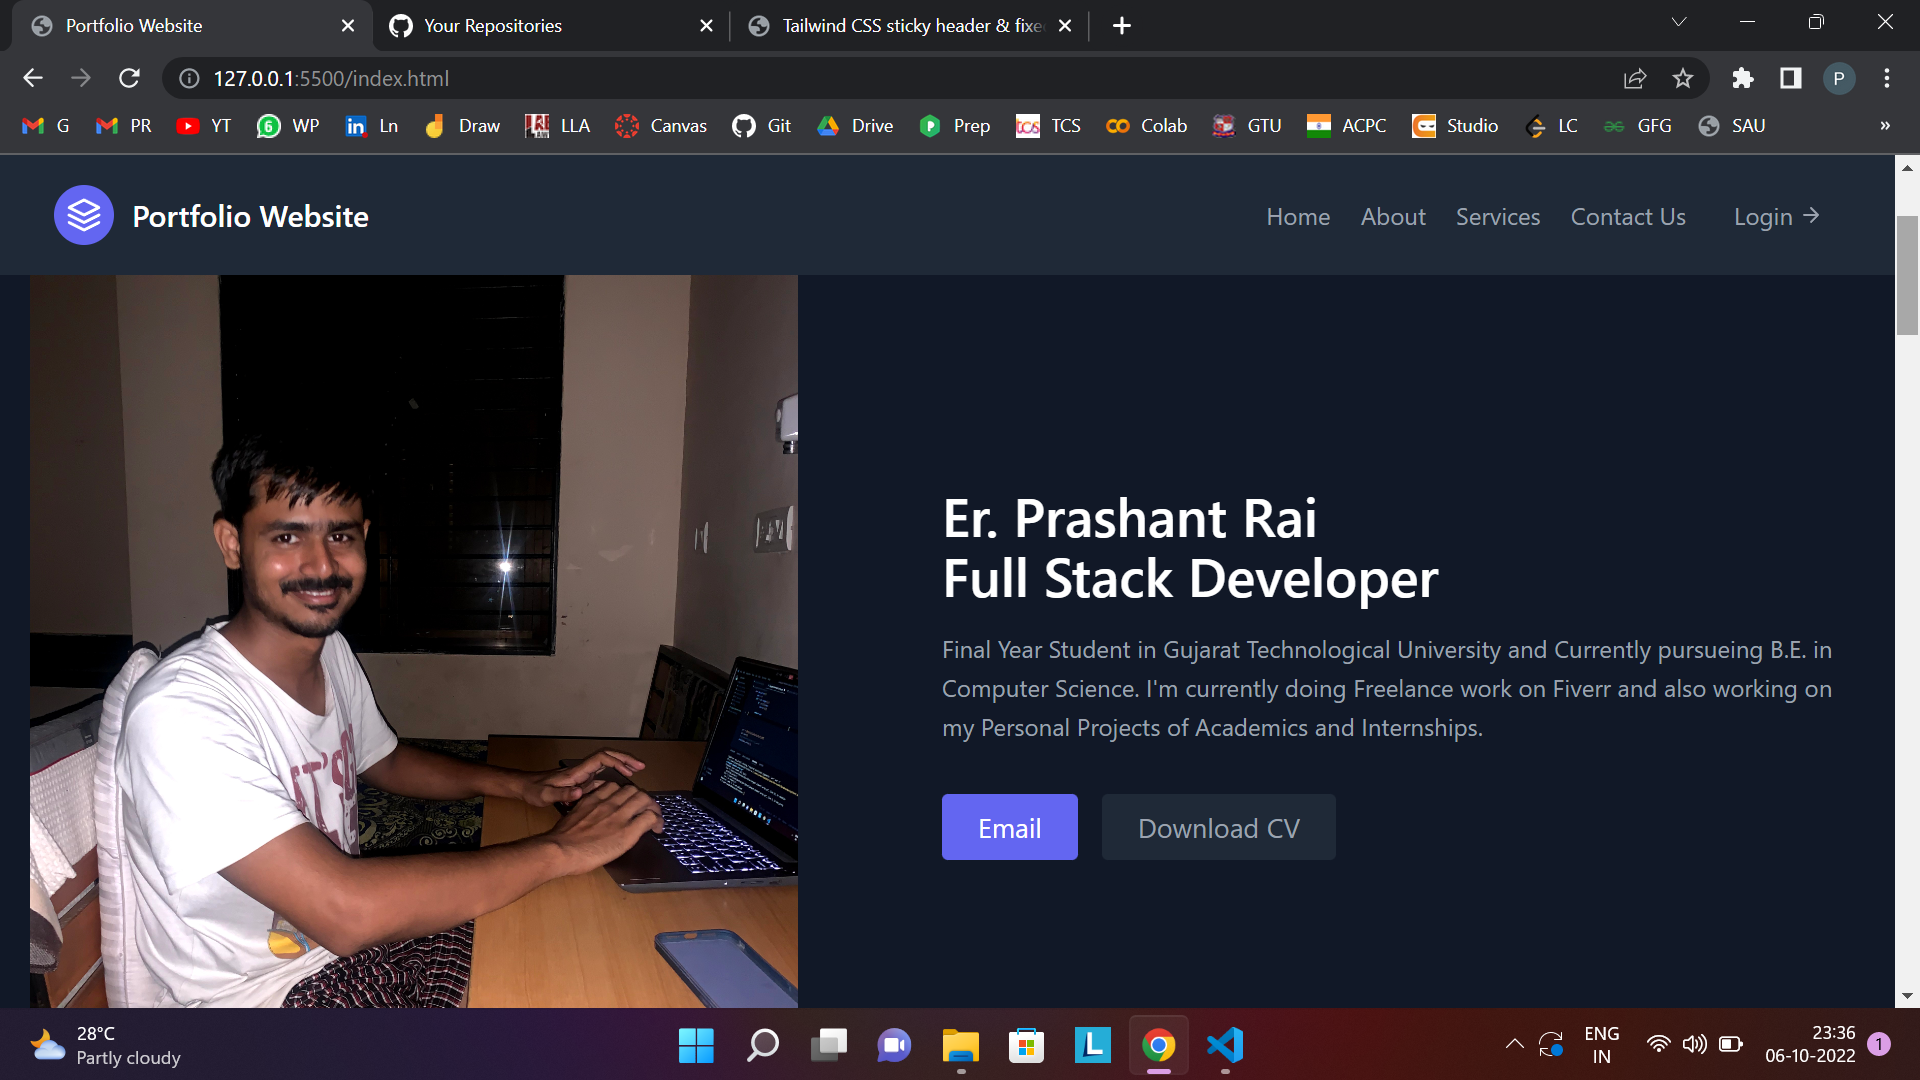 Portfolio Website
Your Repositories
Tailwind CSS sticky header & fixe
127.0.0.1:5500/index.html
P
G
PR
YT
6
WP
Ln
Draw
LLA
Canvas
Git
Drive
Prep
TCS
Colab
GTU
ACPC
Studio
LC
GFG
SAU
»
Portfolio Website
Home
About
Services
Contact Us
Login →
Er. Prashant Rai
Full Stack Developer
Final Year Student in Gujarat Technological University and Currently pursueing B.E. in
Computer Science. I'm currently doing Freelance work on Fiverr and also working on
my Personal Projects of Academics and Internships.
Email
Download CV
28°C
Partly cloudy
L
ENG
IN
23:36
06-10-2022
1